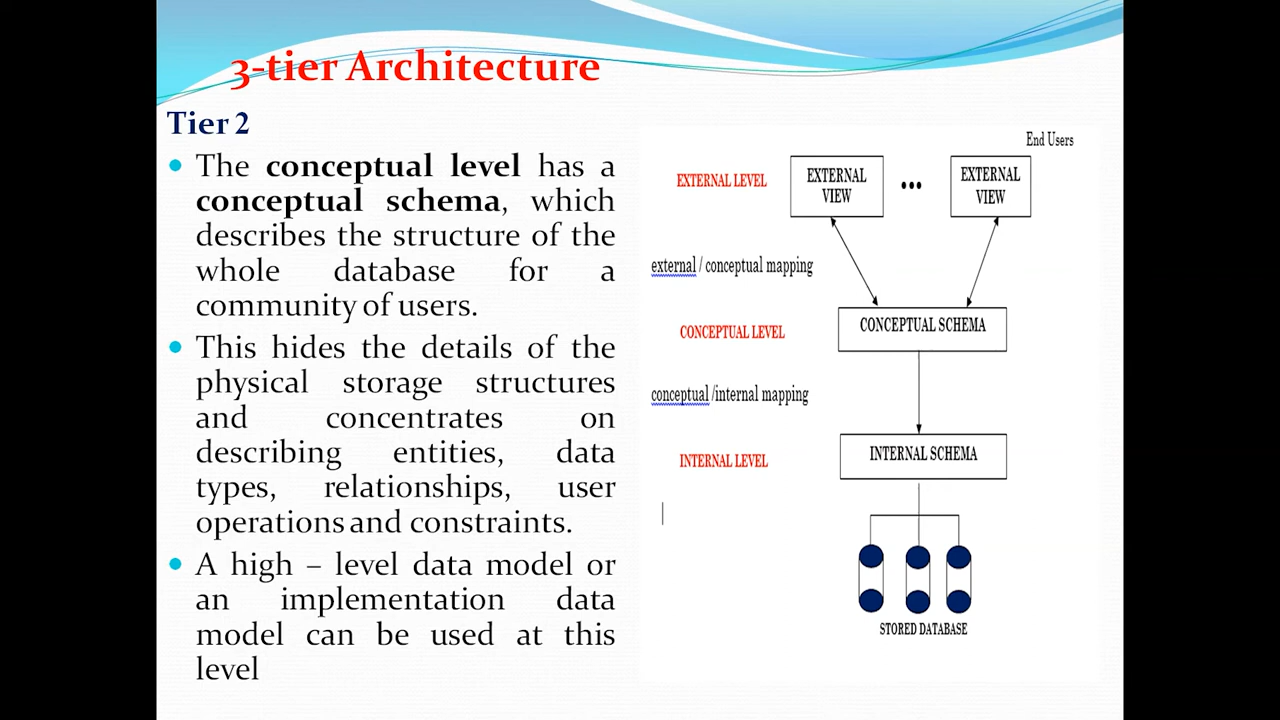 3-tier Architecture
Tier 2
• The conceptual level has a
conceptual schema, which
describes the structure of the
whole database for a
community of users.
• This hides the details of the
physical storage structures
and concentrates on
describing entities, data
types, relationships, user
operations and constraints.
• A high – level data model or
an implementation data
model can be used at this
level
End Users
EXTERNAL LEVEL
EXTERNAL
VIEW
•••
EXTERNAL
VIEW
external / conceptual mapping
CONCEPTUAL LEVEL
CONCEPTUAL SCHEMA
conceptual /internal mapping
INTERNAL LEVEL
INTERNAL SCHEMA
STORED DATABASE